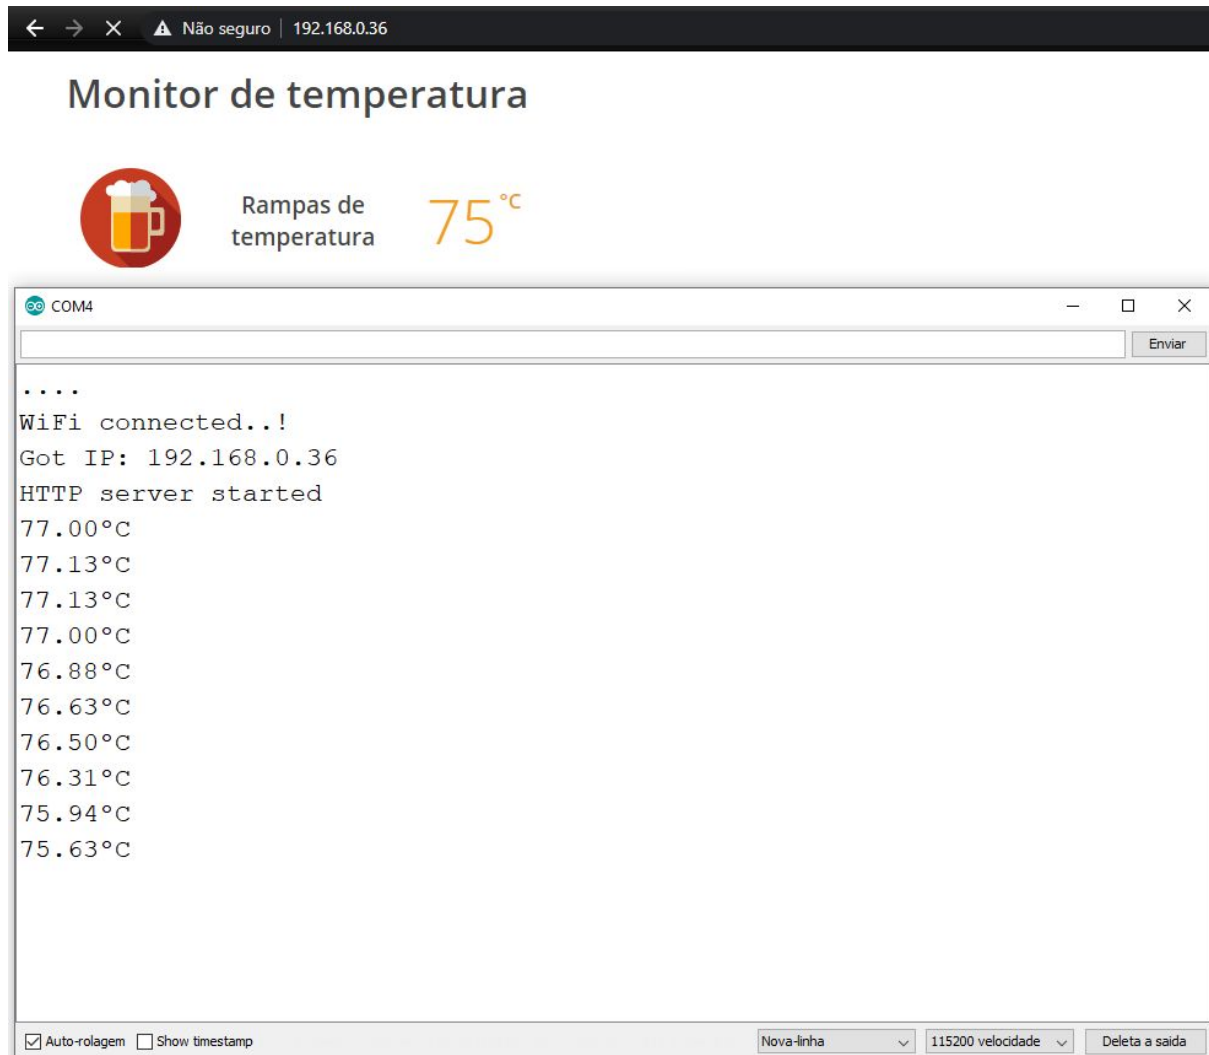 Não seguro | 192.168.0.36
Monitor de temperatura
Rampas de
temperatura
75 °C
COM4
Enviar
....
WiFi connected..!
Got IP: 192.168.0.36
HTTP server started
77.00°C
77.13°C
77.13°C
77.00°C
76.88°C
76.63°C
76.50°C
76.31°C
75.94°C
75.63°C
Auto-rolagem Show timestamp Nova-linha 115200 velocidade Deleta a saida